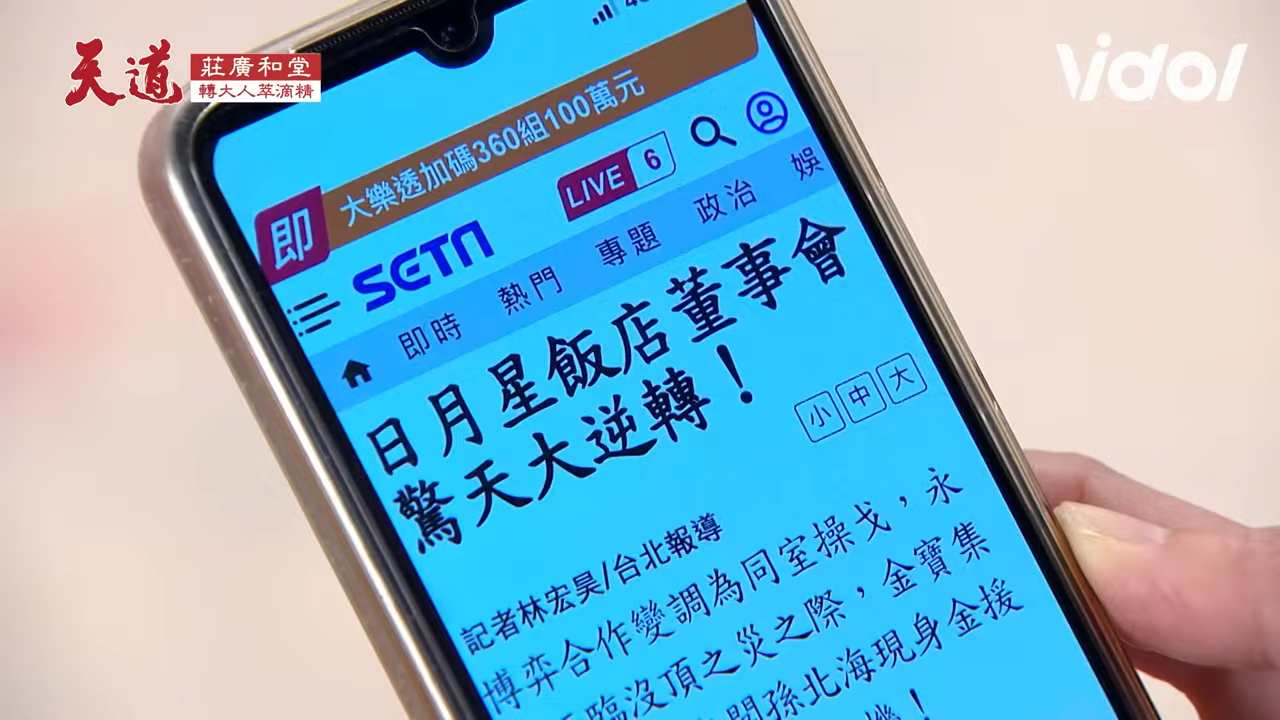 天道
莊廣和堂
轉大人萃滴精
Vidol
即 大樂透加碼360組100萬元
SETN
LIVE 6
即時 熱門 專題 政治 娛
日月星飯店董事會
驚天大逆轉！
小 中 大
記者林宏昊/台北報導
博弈合作變調為同室操戈，永
臨沒頂之災之際，金寶集
孫北海現身金援
機！